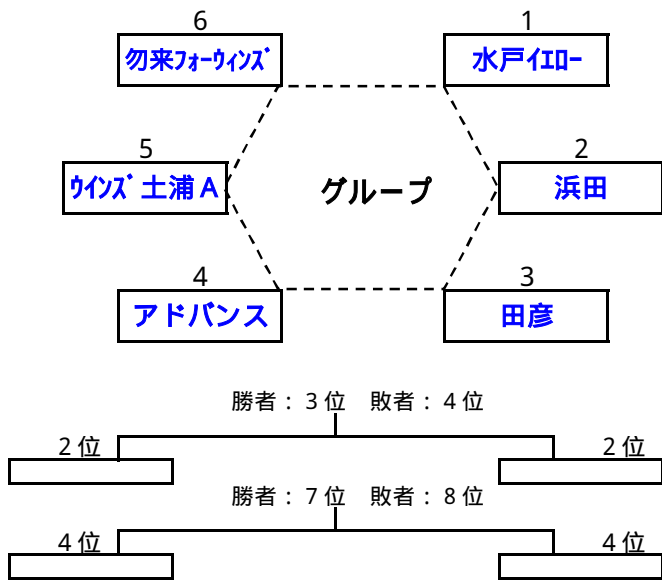 6 1
勿来フォーウィンズ 水戸イエロー
5 2
ウインズ土浦A 浜田
グループ
4 3
アドバンス 田彦
勝者：3位 敗者：4位
2位 2位
勝者：7位 敗者：8位
4位 4位